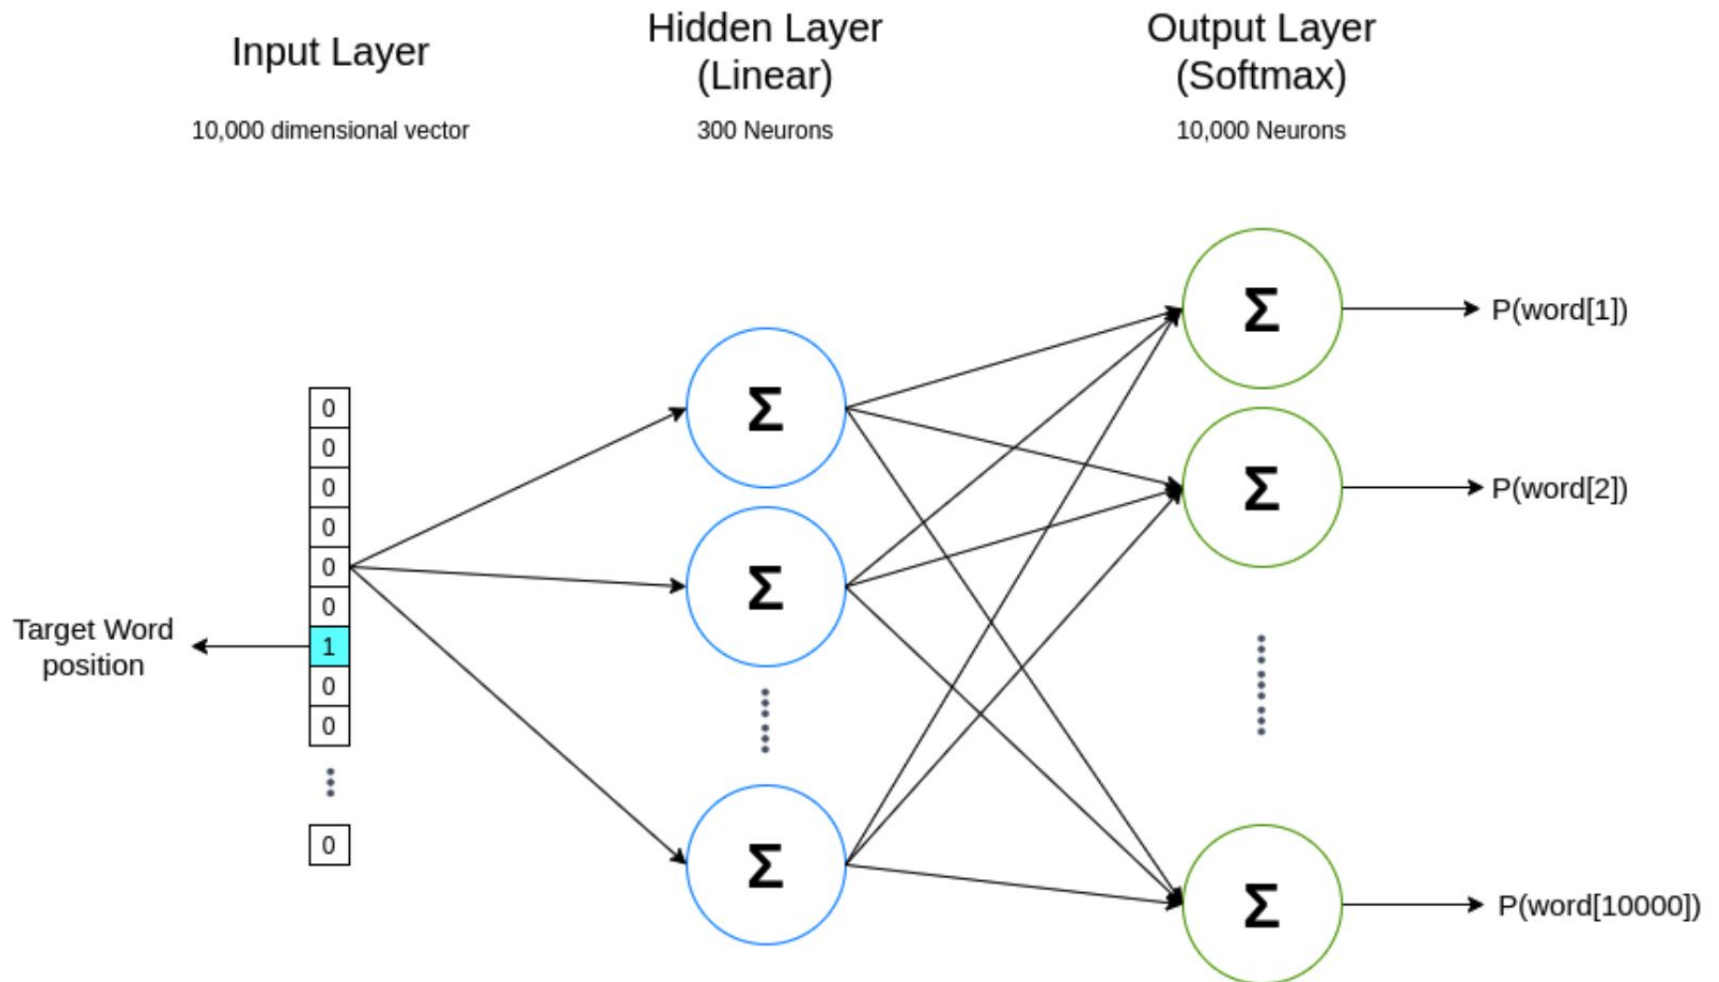 Input Layer
10,000 dimensional vector
Hidden Layer
(Linear)
300 Neurons
Output Layer
(Softmax)
10,000 Neurons
0
0
0
0
0
0
1
0
0
0
Target Word
position
Σ
Σ
Σ
Σ
Σ
Σ
P(word[1])
P(word[2])
P(word[10000])